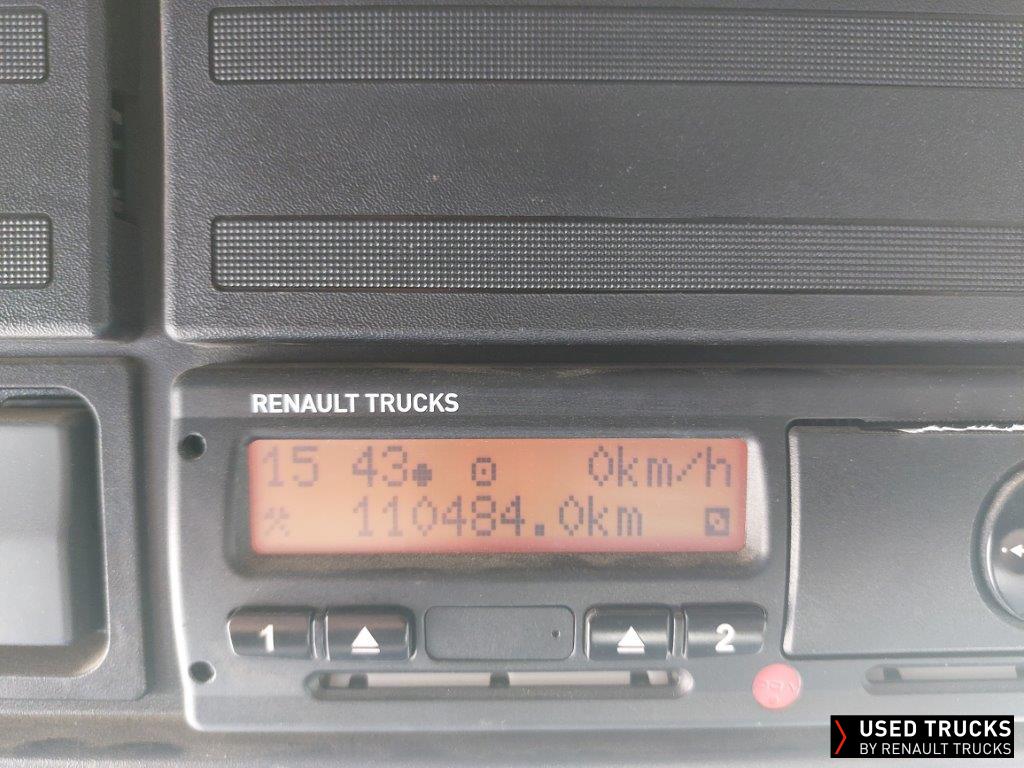 RENAULT TRUCKS
15 43 0km/h
110484.0km
1 2
USED TRUCKS
BY RENAULT TRUCKS